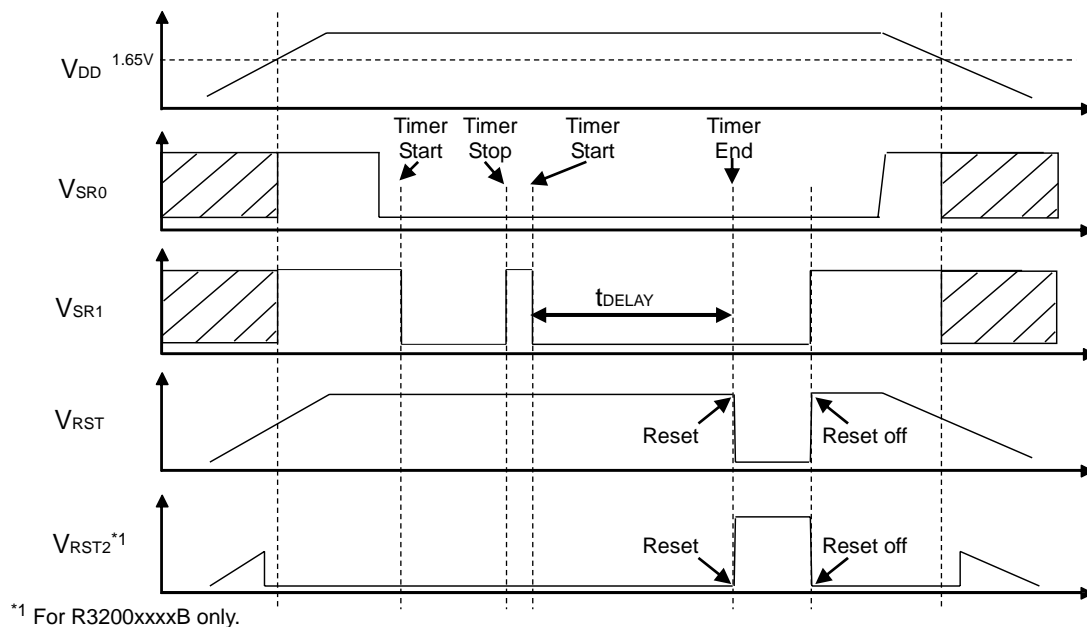 VDD
1.65V
Timer
Start
Timer
Stop
Timer
Start
Timer
End
VSR0
VSR1
tDELAY
VRST
Reset
Reset off
VRST2*1
Reset
Reset off
*1 For R3200xxxxB only.